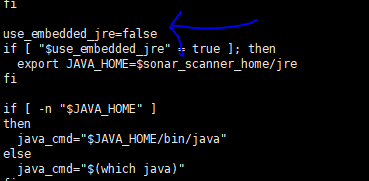 fi
use_embedded_jre=false
if [ "$use_embedded_jre" = true ]; then
export JAVA_HOME=$sonar_scanner_home/jre
fi
if [ -n "$JAVA_HOME" ]
then
java_cmd="$JAVA_HOME/bin/java"
else
java_cmd="$(which java)"
fi